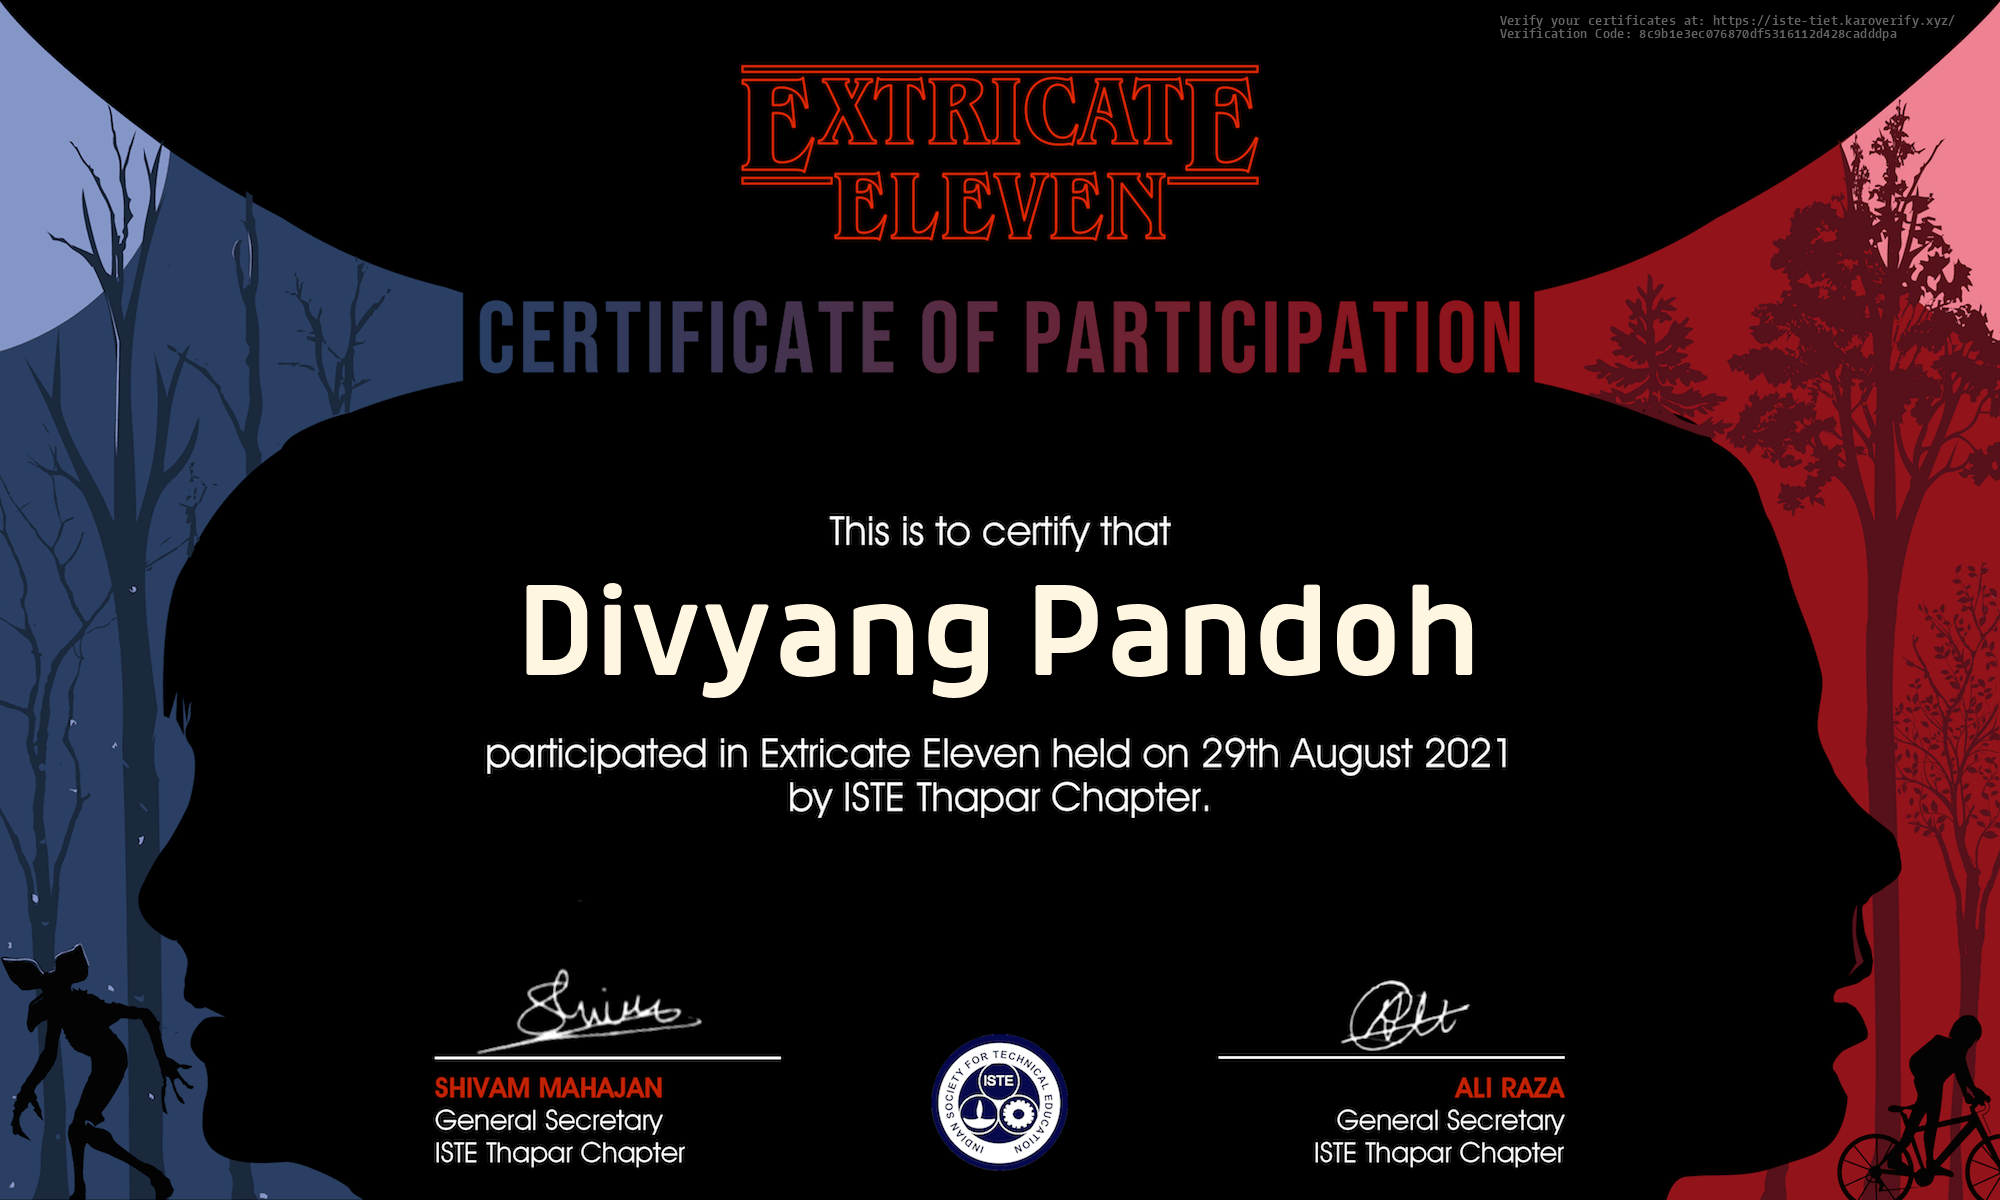 Verify your certificates at: https://iste-tiet.karoverify.xyz/
Verification Code: 8c9b1e3ec076870df5316112d428cadddpa
EXTRICATE
ELEVEN
CERTIFICATE OF PARTICIPATION
This is to certify that
Divyang Pandoh
participated in Extricate Eleven held on 29th August 2021
by ISTE Thapar Chapter.
SHIVAM MAHAJAN
General Secretary
ISTE Thapar Chapter
INDIAN SOCIETY FOR TECHNICAL EDUCATION
ISTE
ALI RAZA
General Secretary
ISTE Thapar Chapter